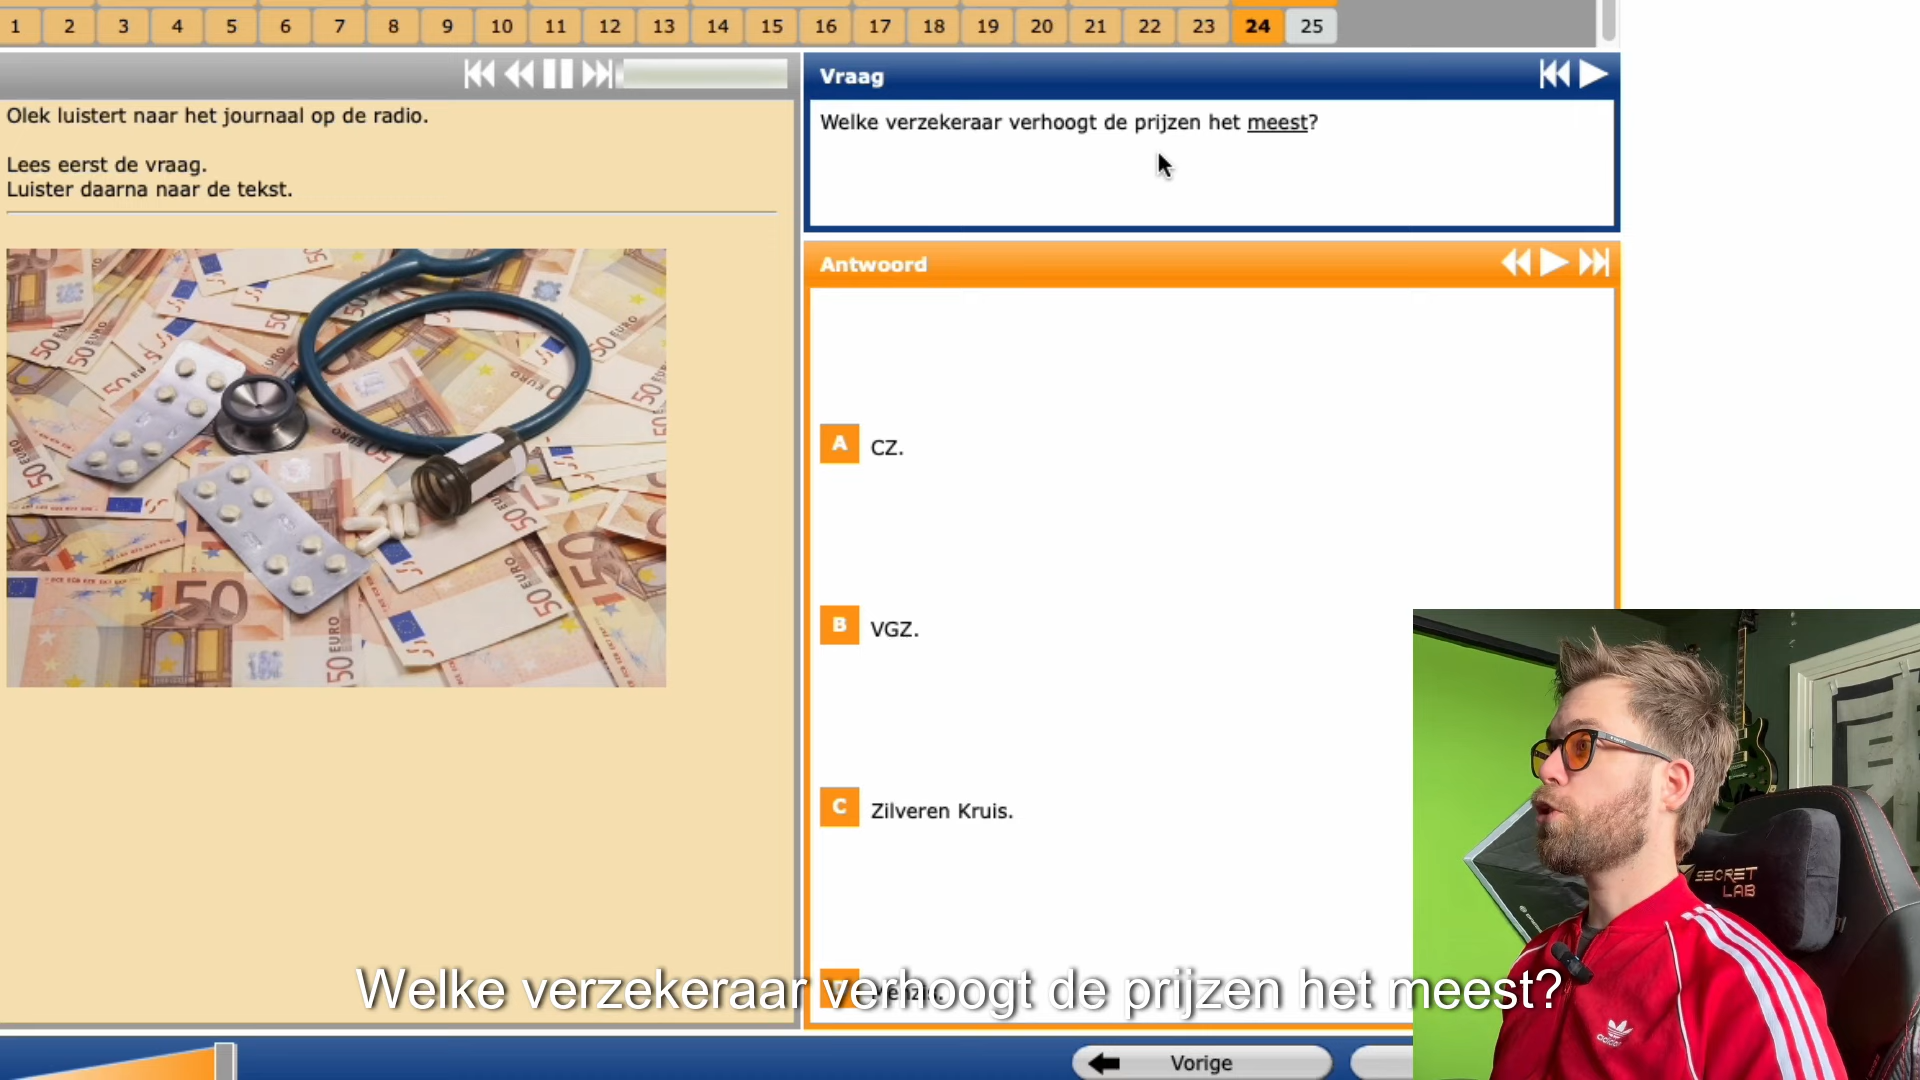 1 2 3 4 5 6 7 8 9 10 11 12 13 14 15 16 17 18 19 20 21 22 23 24 25
Olek luistert naar het journaal op de radio.
Lees eerst de vraag.
Luister daarna naar de tekst.
Vraag
Welke verzekeraar verhoogt de prijzen het meest?
Antwoord
A CZ.
B VGZ.
C Zilveren Kruis.
Welke verzekeraar verhoogt de prijzen het meest?
Vorige
50 EURO
SECRET
LAB
adidas